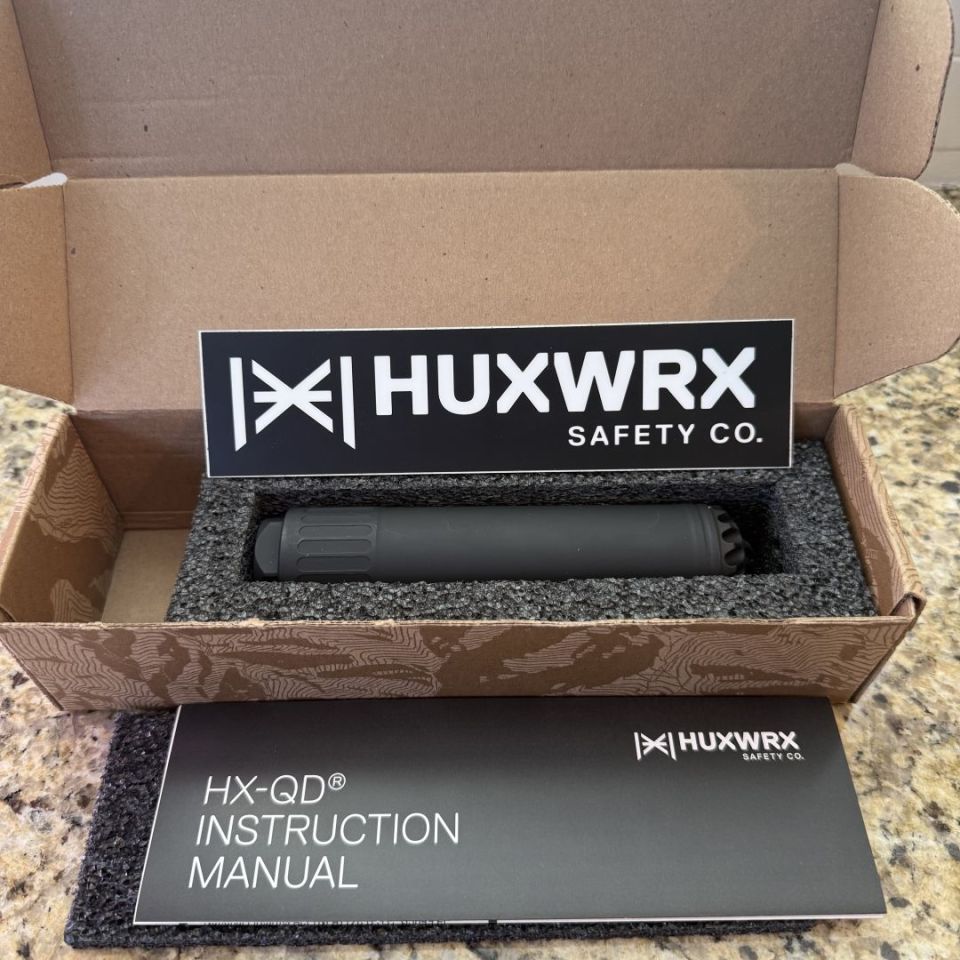 HUXWRX
SAFETY CO.
HUXWRX
SAFETY CO.
HX-QD®
INSTRUCTION
MANUAL